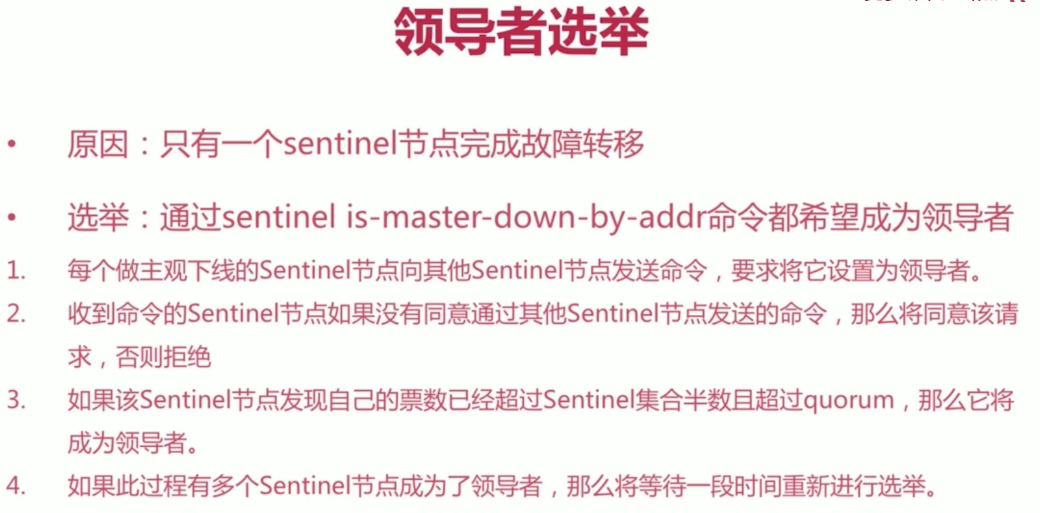 领导者选举
• 原因：只有一个sentinel节点完成故障转移
• 选举：通过sentinel is-master-down-by-addr命令都希望成为领导者
1. 每个做主观下线的Sentinel节点向其他Sentinel节点发送命令，要求将它设置为领导者。
2. 收到命令的Sentinel节点如果没有同意通过其他Sentinel节点发送的命令，那么将同意该请
求，否则拒绝
3. 如果该Sentinel节点发现自己的票数已经超过Sentinel集合半数且超过quorum，那么它将
成为领导者。
4. 如果此过程有多个Sentinel节点成为了领导者，那么将等待一段时间重新进行选举。